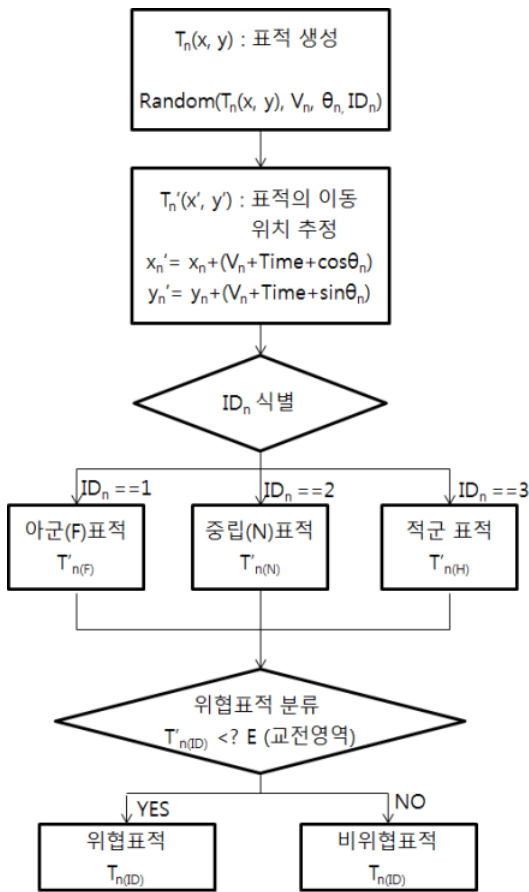 Tn(x, y) : 표적 생성
Random(Tn(x, y), Vn, θn, IDn)
Tn'(x', y') : 표적의 이동
위치 추정
xn'= xn+(Vn+Time+cosθn)
yn'= yn+(Vn+Time+sinθn)
IDn 식별
IDn ==1
IDn ==2
IDn ==3
아군(F)표적
T'n(F)
중립(N)표적
T'n(N)
적군 표적
T'n(H)
위협표적 분류
T'n(ID) <? E (교전영역)
YES
NO
위협표적
Tn(ID)
비위협표적
Tn(ID)